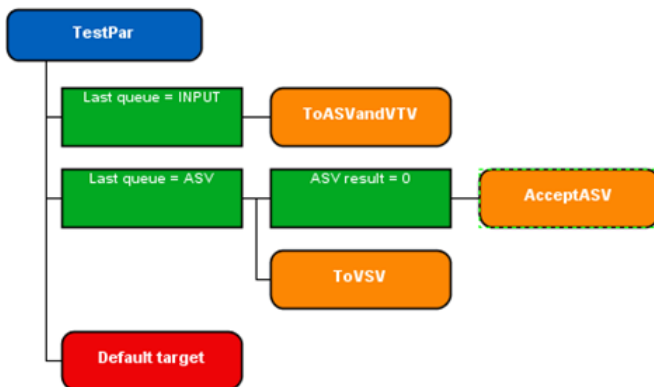 TestPar
Last queue = INPUT
ToASVandVTV
Last queue = ASV
ASV result = 0
AcceptASV
ToVSV
Default target